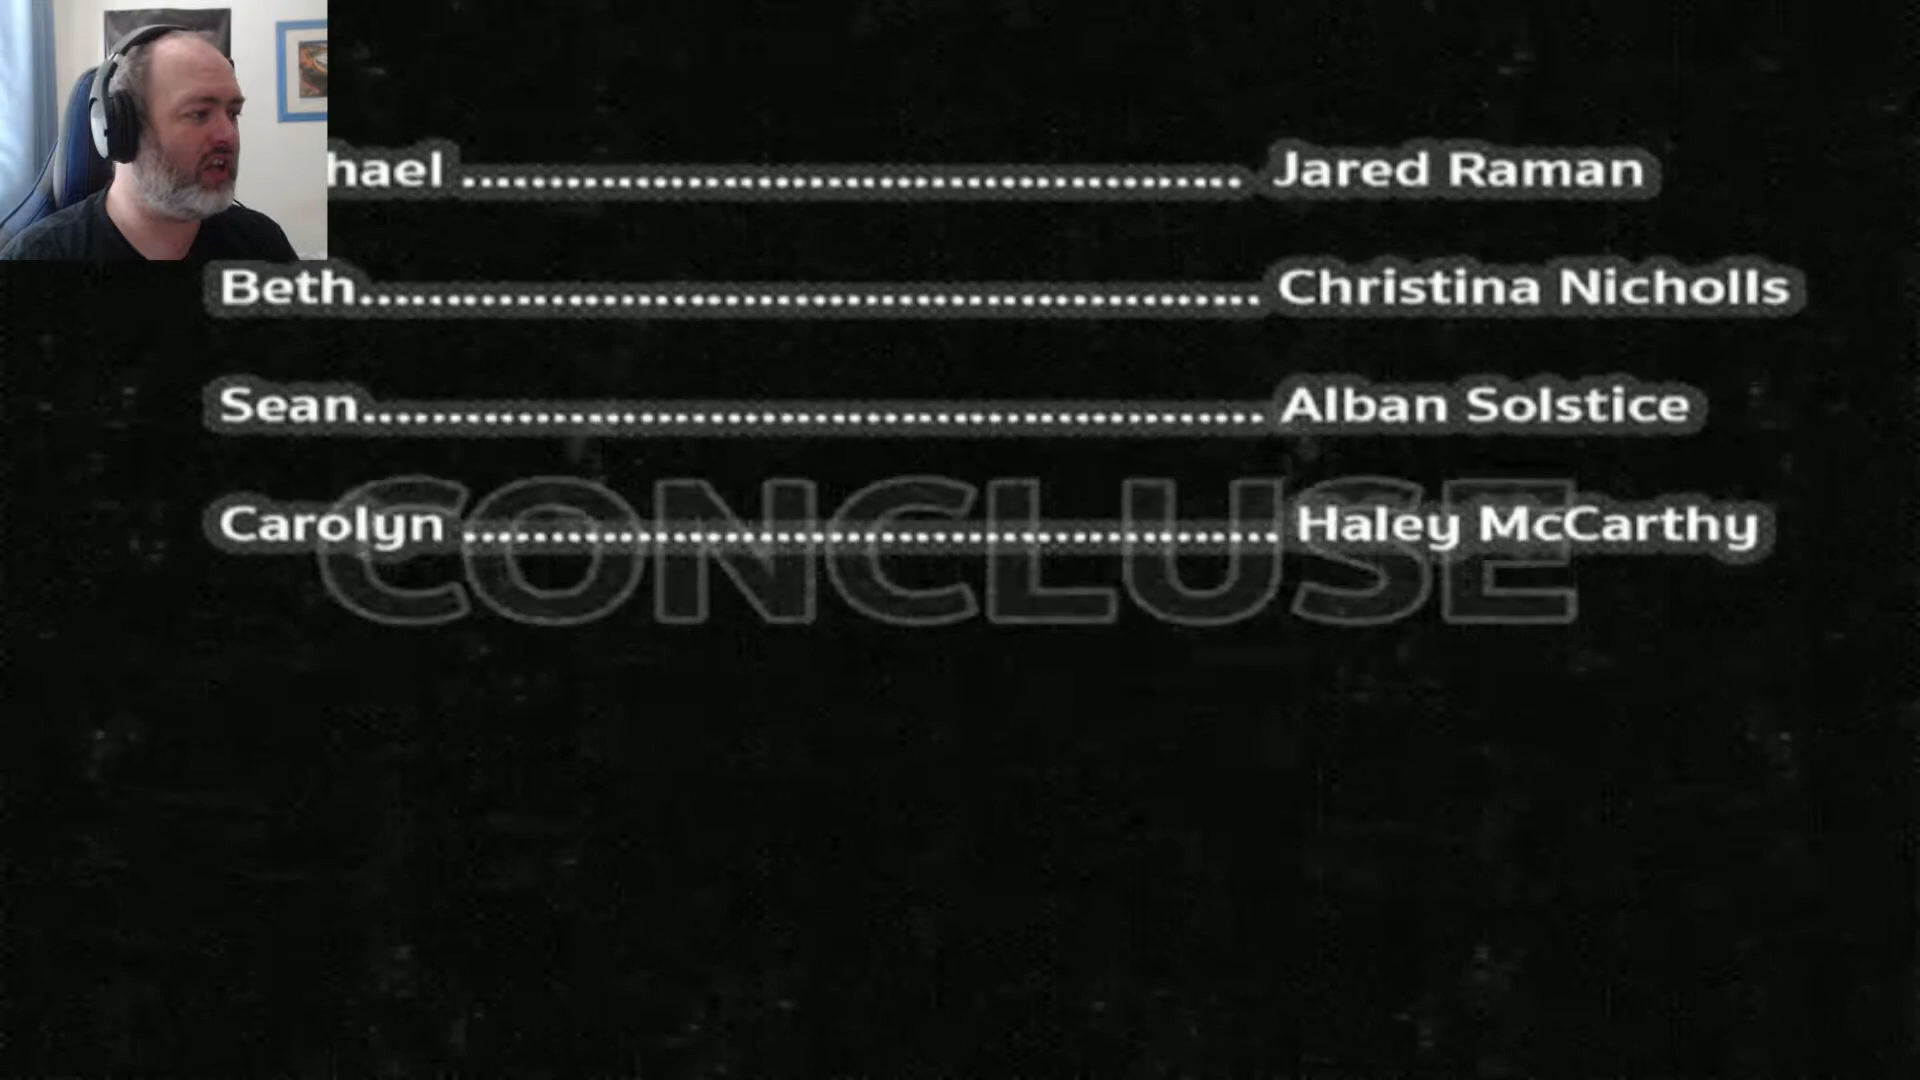 hael ........................................... Jared Raman
Beth.................................................. Christina Nicholls
Sean.................................................. Alban Solstice
Carolyn ............................................. Haley McCarthy
CONCLUSE